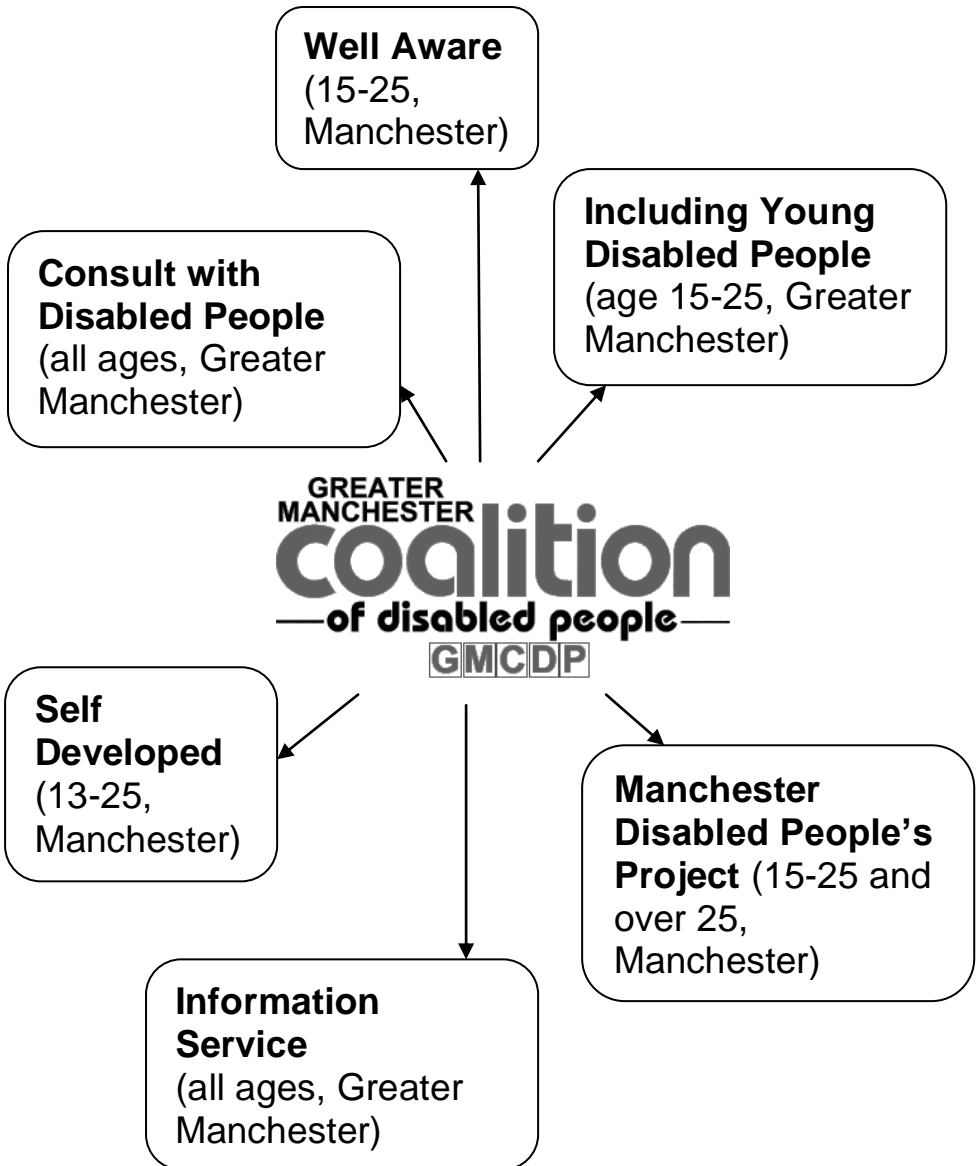 Well Aware
(15-25,
Manchester)
Including Young
Disabled People
(age 15-25, Greater
Manchester)
Consult with
Disabled People
(all ages, Greater
Manchester)
GREATER
MANCHESTER
coalition
of disabled people
GMCDP
Self
Developed
(13-25,
Manchester)
Manchester
Disabled People’s
Project (15-25 and
over 25,
Manchester)
Information
Service
(all ages, Greater
Manchester)